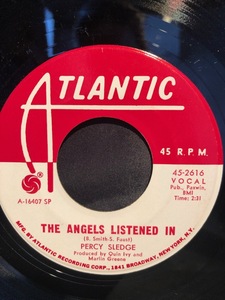 ATLANTIC
45 R.P.M.
45-2616
VOCAL
Pub., Paswin,
BMI
Time: 2:31
A-16407 SP
THE ANGELS LISTENED IN
(B. Smith-S. Faust)
PERCY SLEDGE
Produced by Quin Ivy and
Marlin Greene
MFG. BY ATLANTIC RECORDING CORP., 1841 BROADWAY, NEW YORK, N.Y.